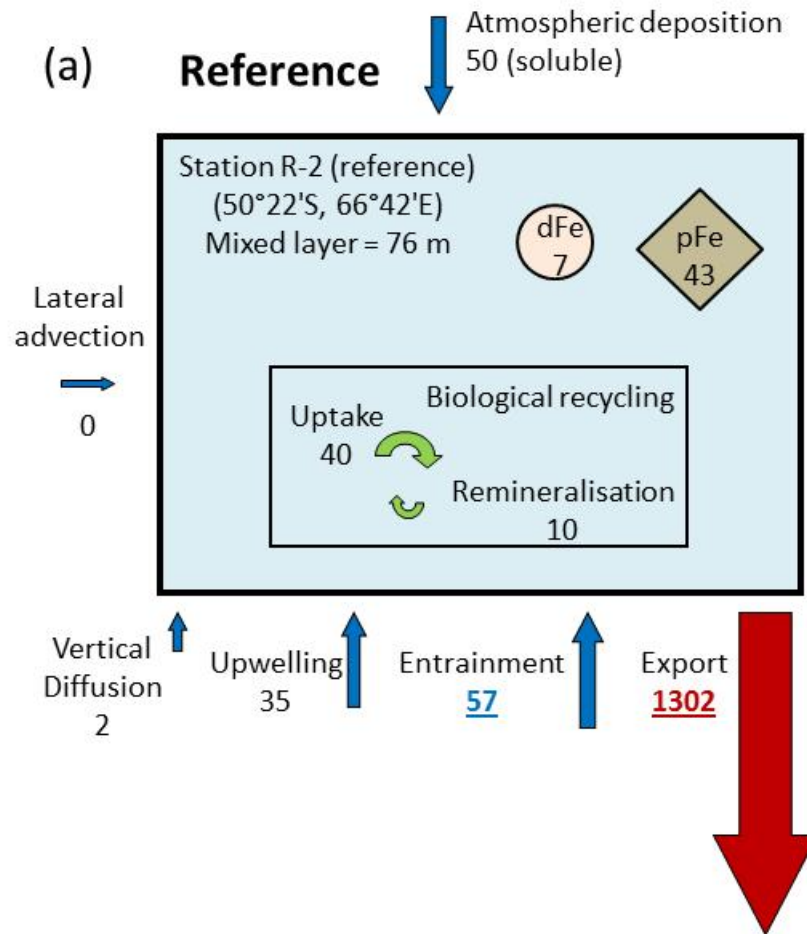 (a)
Reference
Atmospheric deposition
50 (soluble)
Station R-2 (reference)
(50°22'S, 66°42'E)
Mixed layer = 76 m
dFe
7
pFe
43
Lateral
advection
0
Biological recycling
Uptake
40
Remineralisation
10
Vertical
Diffusion
2
Upwelling
35
Entrainment
57
Export
1302